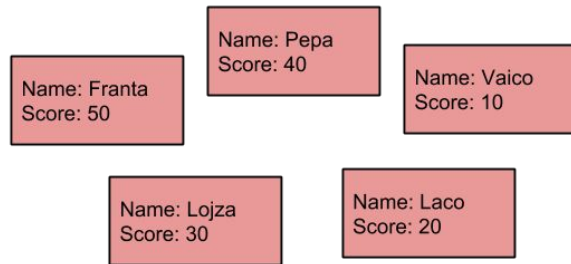 Name: Pepa
Score: 40
Name: Franta
Score: 50
Name: Vaico
Score: 10
Name: Lojza
Score: 30
Name: Laco
Score: 20